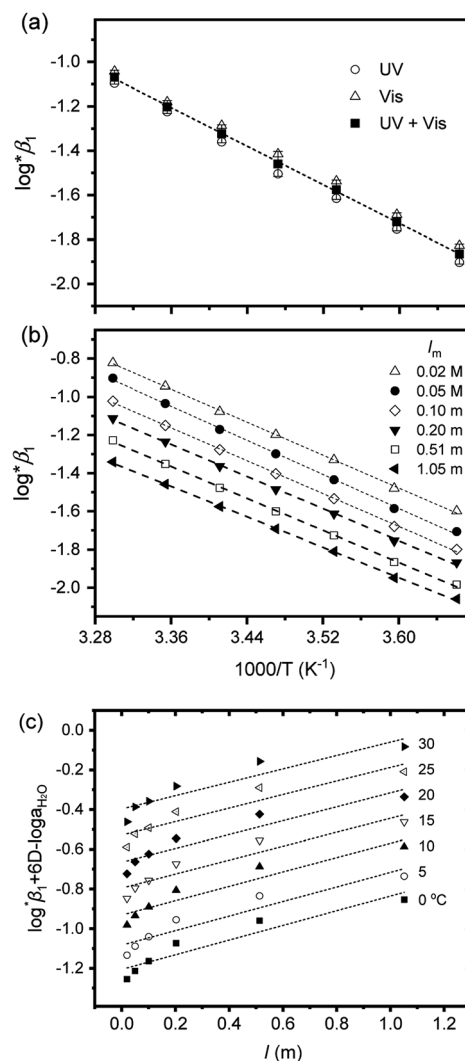 (a)
-1.0
-1.2
-1.4
-1.6
-1.8
-2.0
log*β1
UV
Vis
UV + Vis
(b)
-0.8
-1.0
-1.2
-1.4
-1.6
-1.8
-2.0
log*β1
Im
0.02 M
0.05 M
0.10 m
0.20 m
0.51 m
1.05 m
3.28 3.36 3.44 3.52 3.60
1000/T (K-1)
(c)
0.0
-0.2
-0.4
-0.6
-0.8
-1.0
-1.2
log*β1+6D-logaH2O
30
25
20
15
10
5
0 ºC
0.0 0.2 0.4 0.6 0.8 1.0 1.2
I (m)